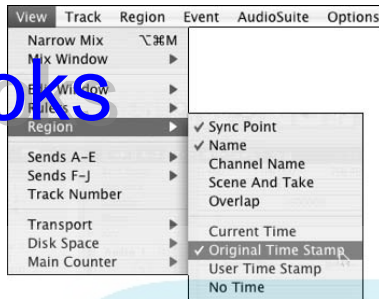 View Track Region Event AudioSuite Options
Narrow Mix ⌥⌘M
Mix Window
Window
Region
Sends A-E
Sends F-J
Track Number
Transport
Disk Space
Main Counter
✓ Sync Point
✓ Name
Channel Name
Scene And Take
Overlap
Current Time
✓ Original Time Stamp
User Time Stamp
No Time
oks